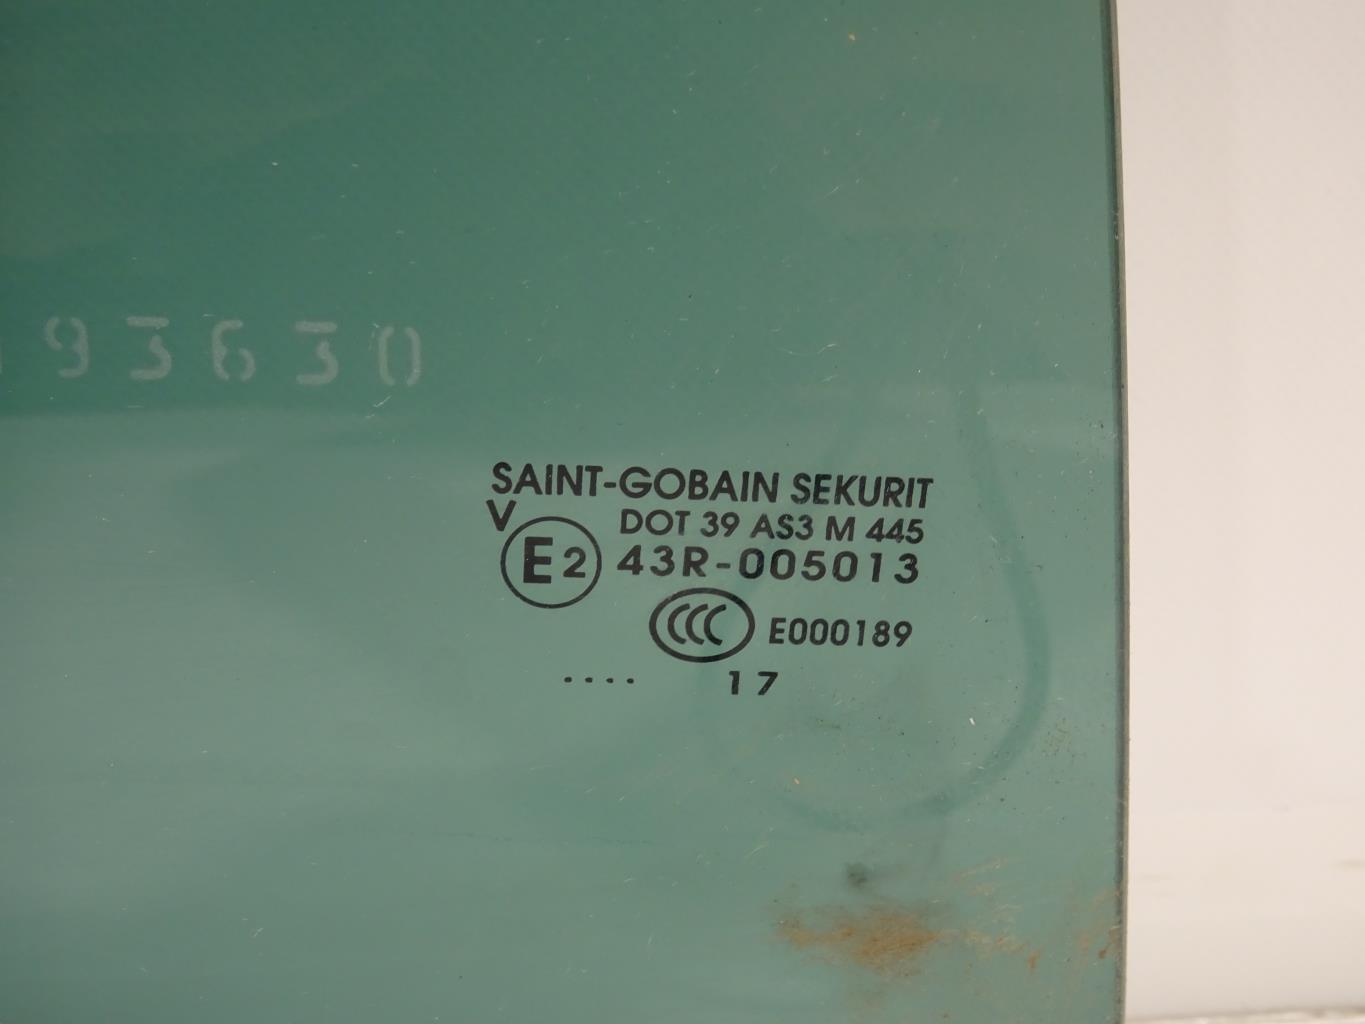 93630
SAINT-GOBAIN SEKURIT
V
DOT 39 AS3 M 445
E2 43R-005013
CCC E000189
.... 17